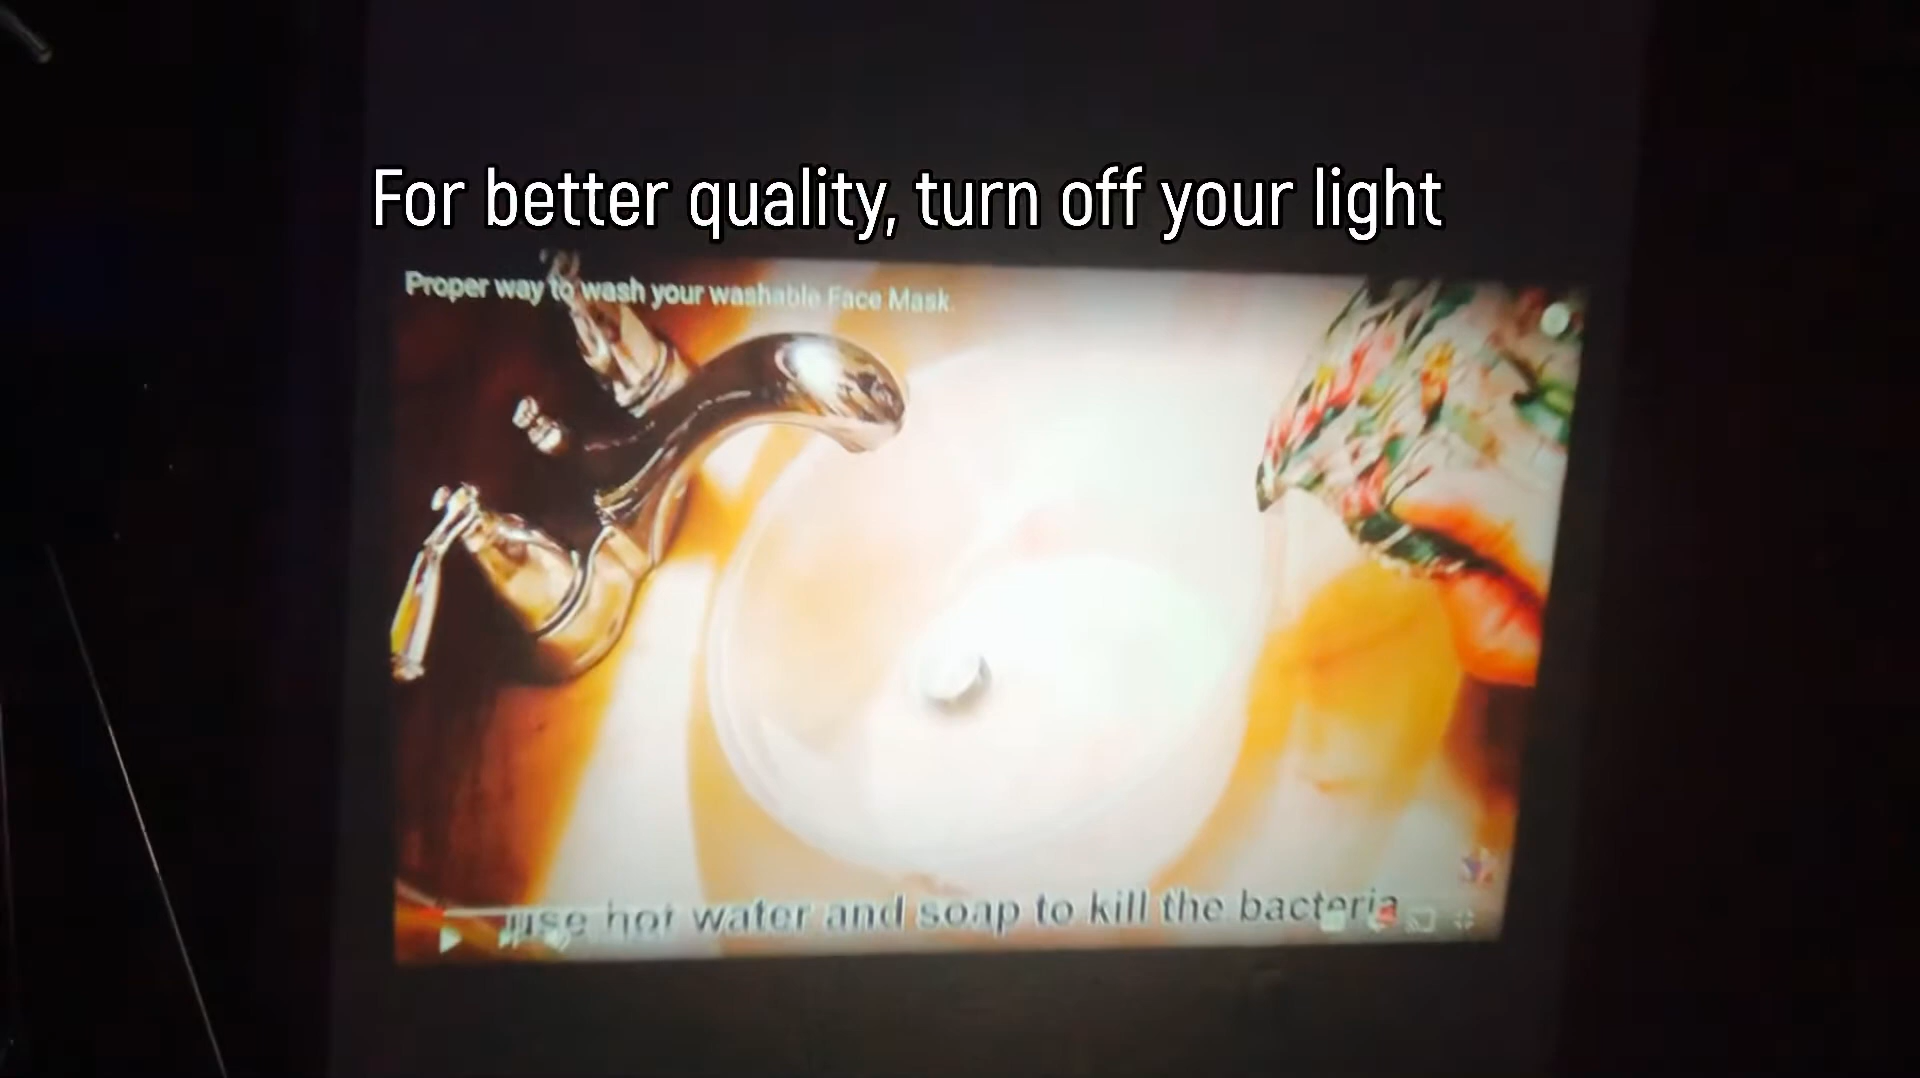 For better quality, turn off your light
Proper way to wash your washable Face Mask.
use hot water and soap to kill the bacteria